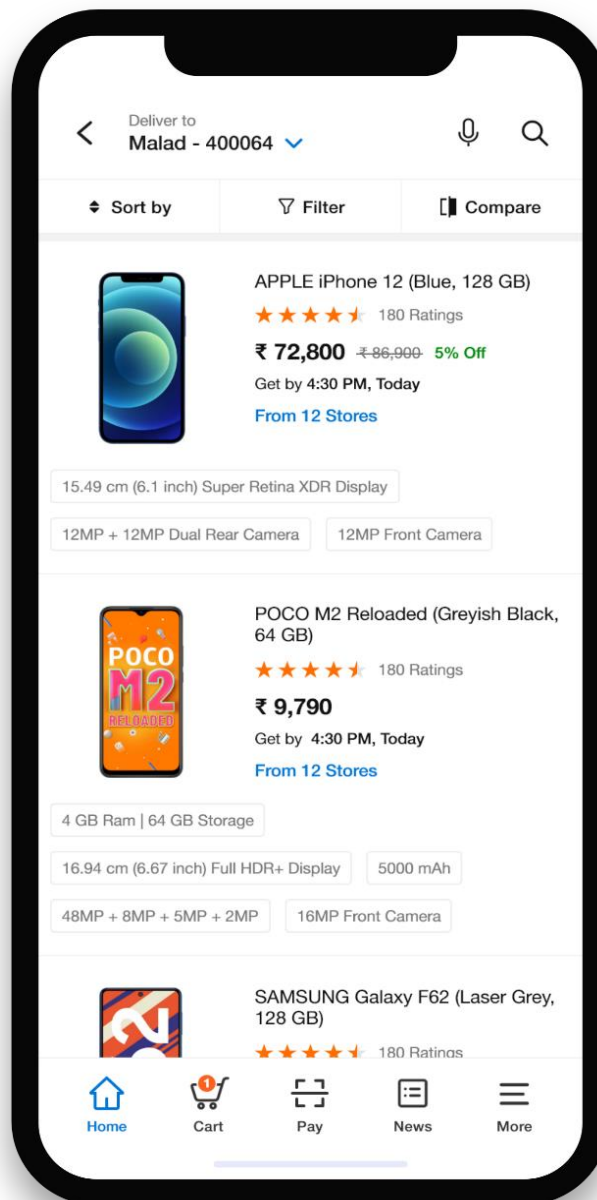 Deliver to
Malad - 400064
Sort by
Filter
Compare
APPLE iPhone 12 (Blue, 128 GB)
180 Ratings
₹ 72,800 ₹ 86,900 5% Off
Get by 4:30 PM, Today
From 12 Stores
15.49 cm (6.1 inch) Super Retina XDR Display
12MP + 12MP Dual Rear Camera
12MP Front Camera
POCO
M2
RELOADED
POCO M2 Reloaded (Greyish Black,
64 GB)
180 Ratings
₹ 9,790
Get by 4:30 PM, Today
From 12 Stores
4 GB Ram | 64 GB Storage
16.94 cm (6.67 inch) Full HDR+ Display
5000 mAh
48MP + 8MP + 5MP + 2MP
16MP Front Camera
SAMSUNG Galaxy F62 (Laser Grey,
128 GB)
180 Ratings
1
Home
Cart
Pay
News
More